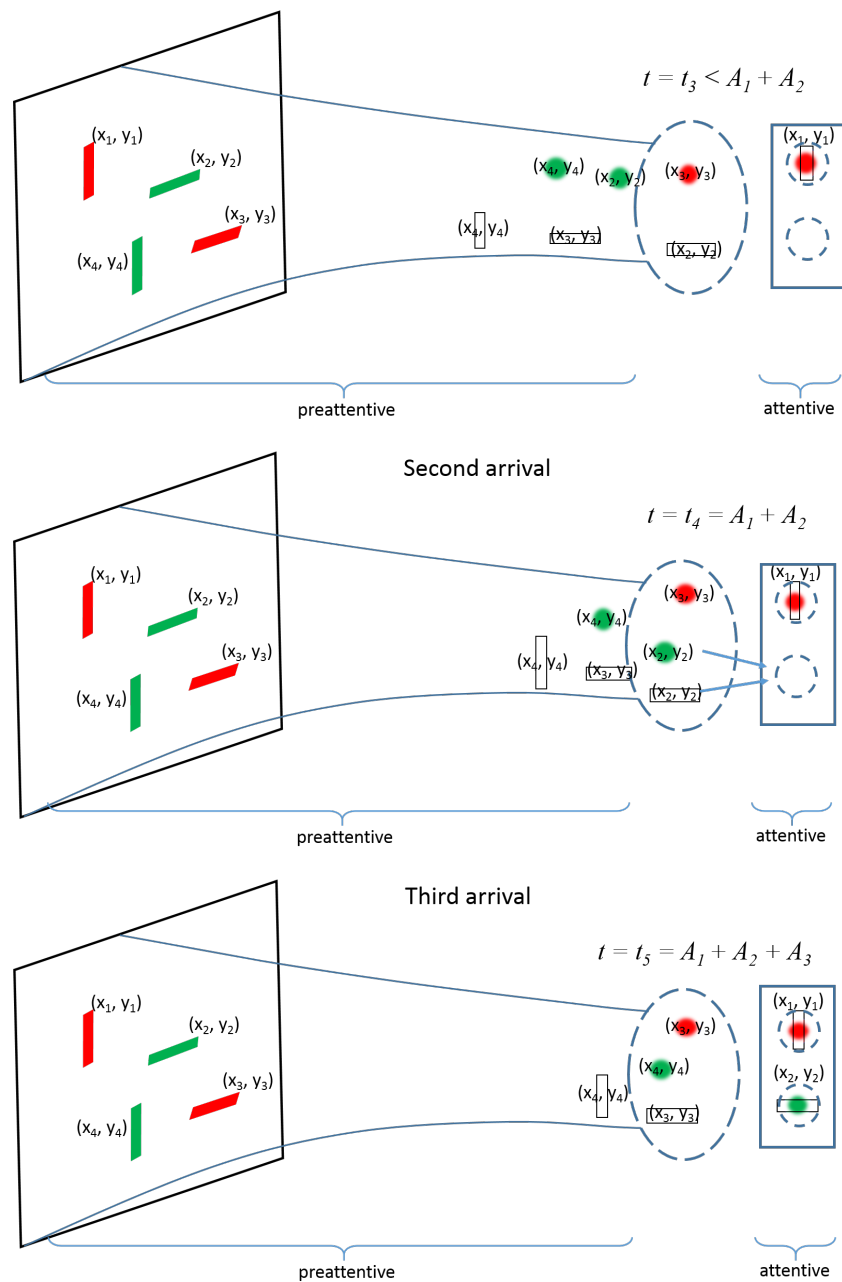 t = t₃ < A₁ + A₂
(x₁, y₁)
(x₁, y₁)
(x₂, y₂)
(x₄, y₄)
(x₂, y₂)
(x₃, y₃)
(x₃, y₃)
(x₄, y₄)
(x₃, y₃)
(x₂, y₂)
(x₄, y₄)
preattentive
attentive
Second arrival
t = t₄ = A₁ + A₂
(x₁, y₁)
(x₁, y₁)
(x₂, y₂)
(x₃, y₃)
(x₄, y₄)
(x₃, y₃)
(x₂, y₂)
(x₄, y₄)
(x₃, y₃)
(x₄, y₄)
(x₂, y₂)
preattentive
attentive
Third arrival
t = t₅ = A₁ + A₂ + A₃
(x₁, y₁)
(x₁, y₁)
(x₂, y₂)
(x₃, y₃)
(x₄, y₄)
(x₂, y₂)
(x₃, y₃)
(x₄, y₄)
(x₃, y₃)
(x₄, y₄)
preattentive
attentive